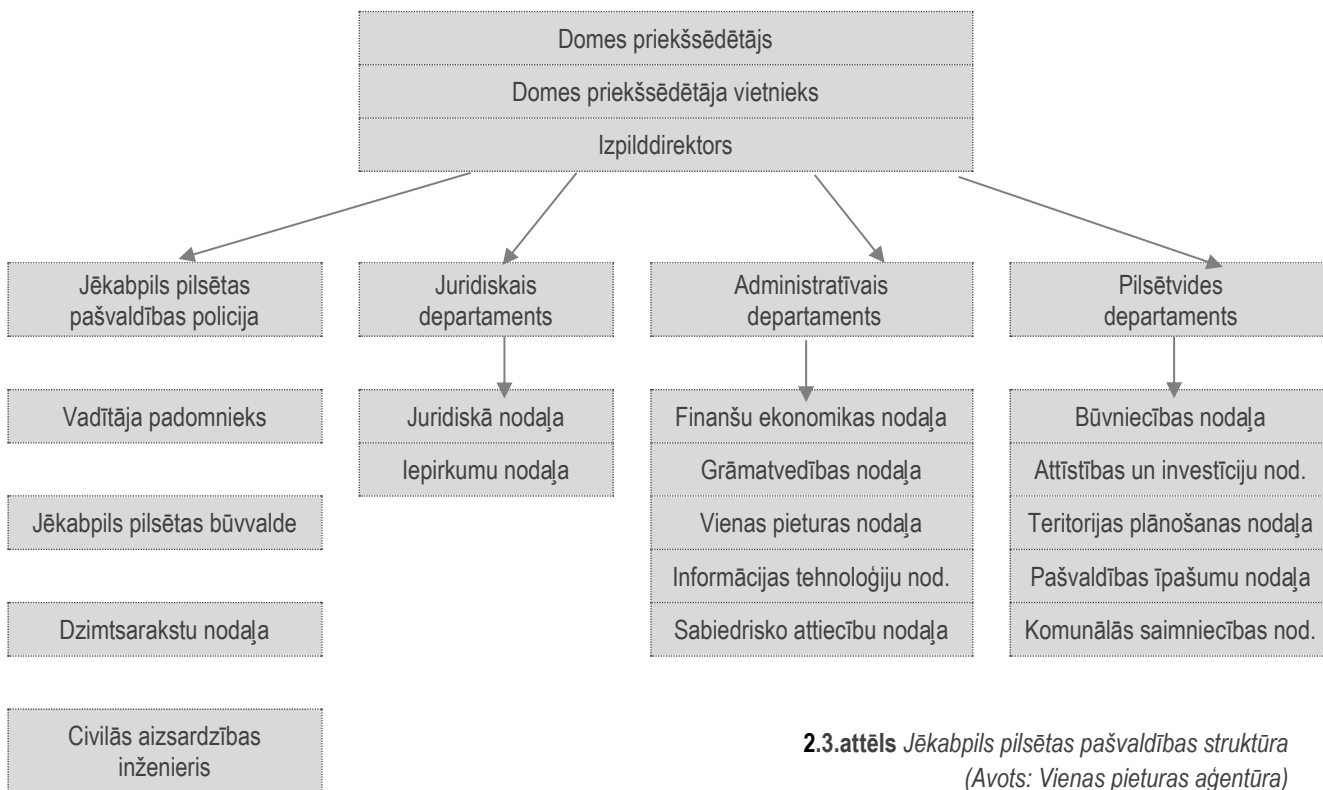 Domes priekšsēdētājs
Domes priekšsēdētāja vietnieks
Izpilddirektors
Jēkabpils pilsētas
pašvaldības policija
Juridiskais
departaments
Administratīvais
departaments
Pilsētvides
departaments
Vadītāja padomnieks
Jēkabpils pilsētas būvvalde
Dzimtsarakstu nodaļa
Civilās aizsardzības
inženieris
Juridiskā nodaļa
Iepirkumu nodaļa
Finanšu ekonomikas nodaļa
Grāmatvedības nodaļa
Vienas pieturas nodaļa
Informācijas tehnoloģiju nod.
Sabiedrisko attiecību nodaļa
Būvniecības nodaļa
Attīstības un investīciju nod.
Teritorijas plānošanas nodaļa
Pašvaldības īpašumu nodaļa
Komunālās saimniecības nod.
2.3.attēls Jēkabpils pilsētas pašvaldības struktūra
(Avots: Vienas pieturas aģentūra)